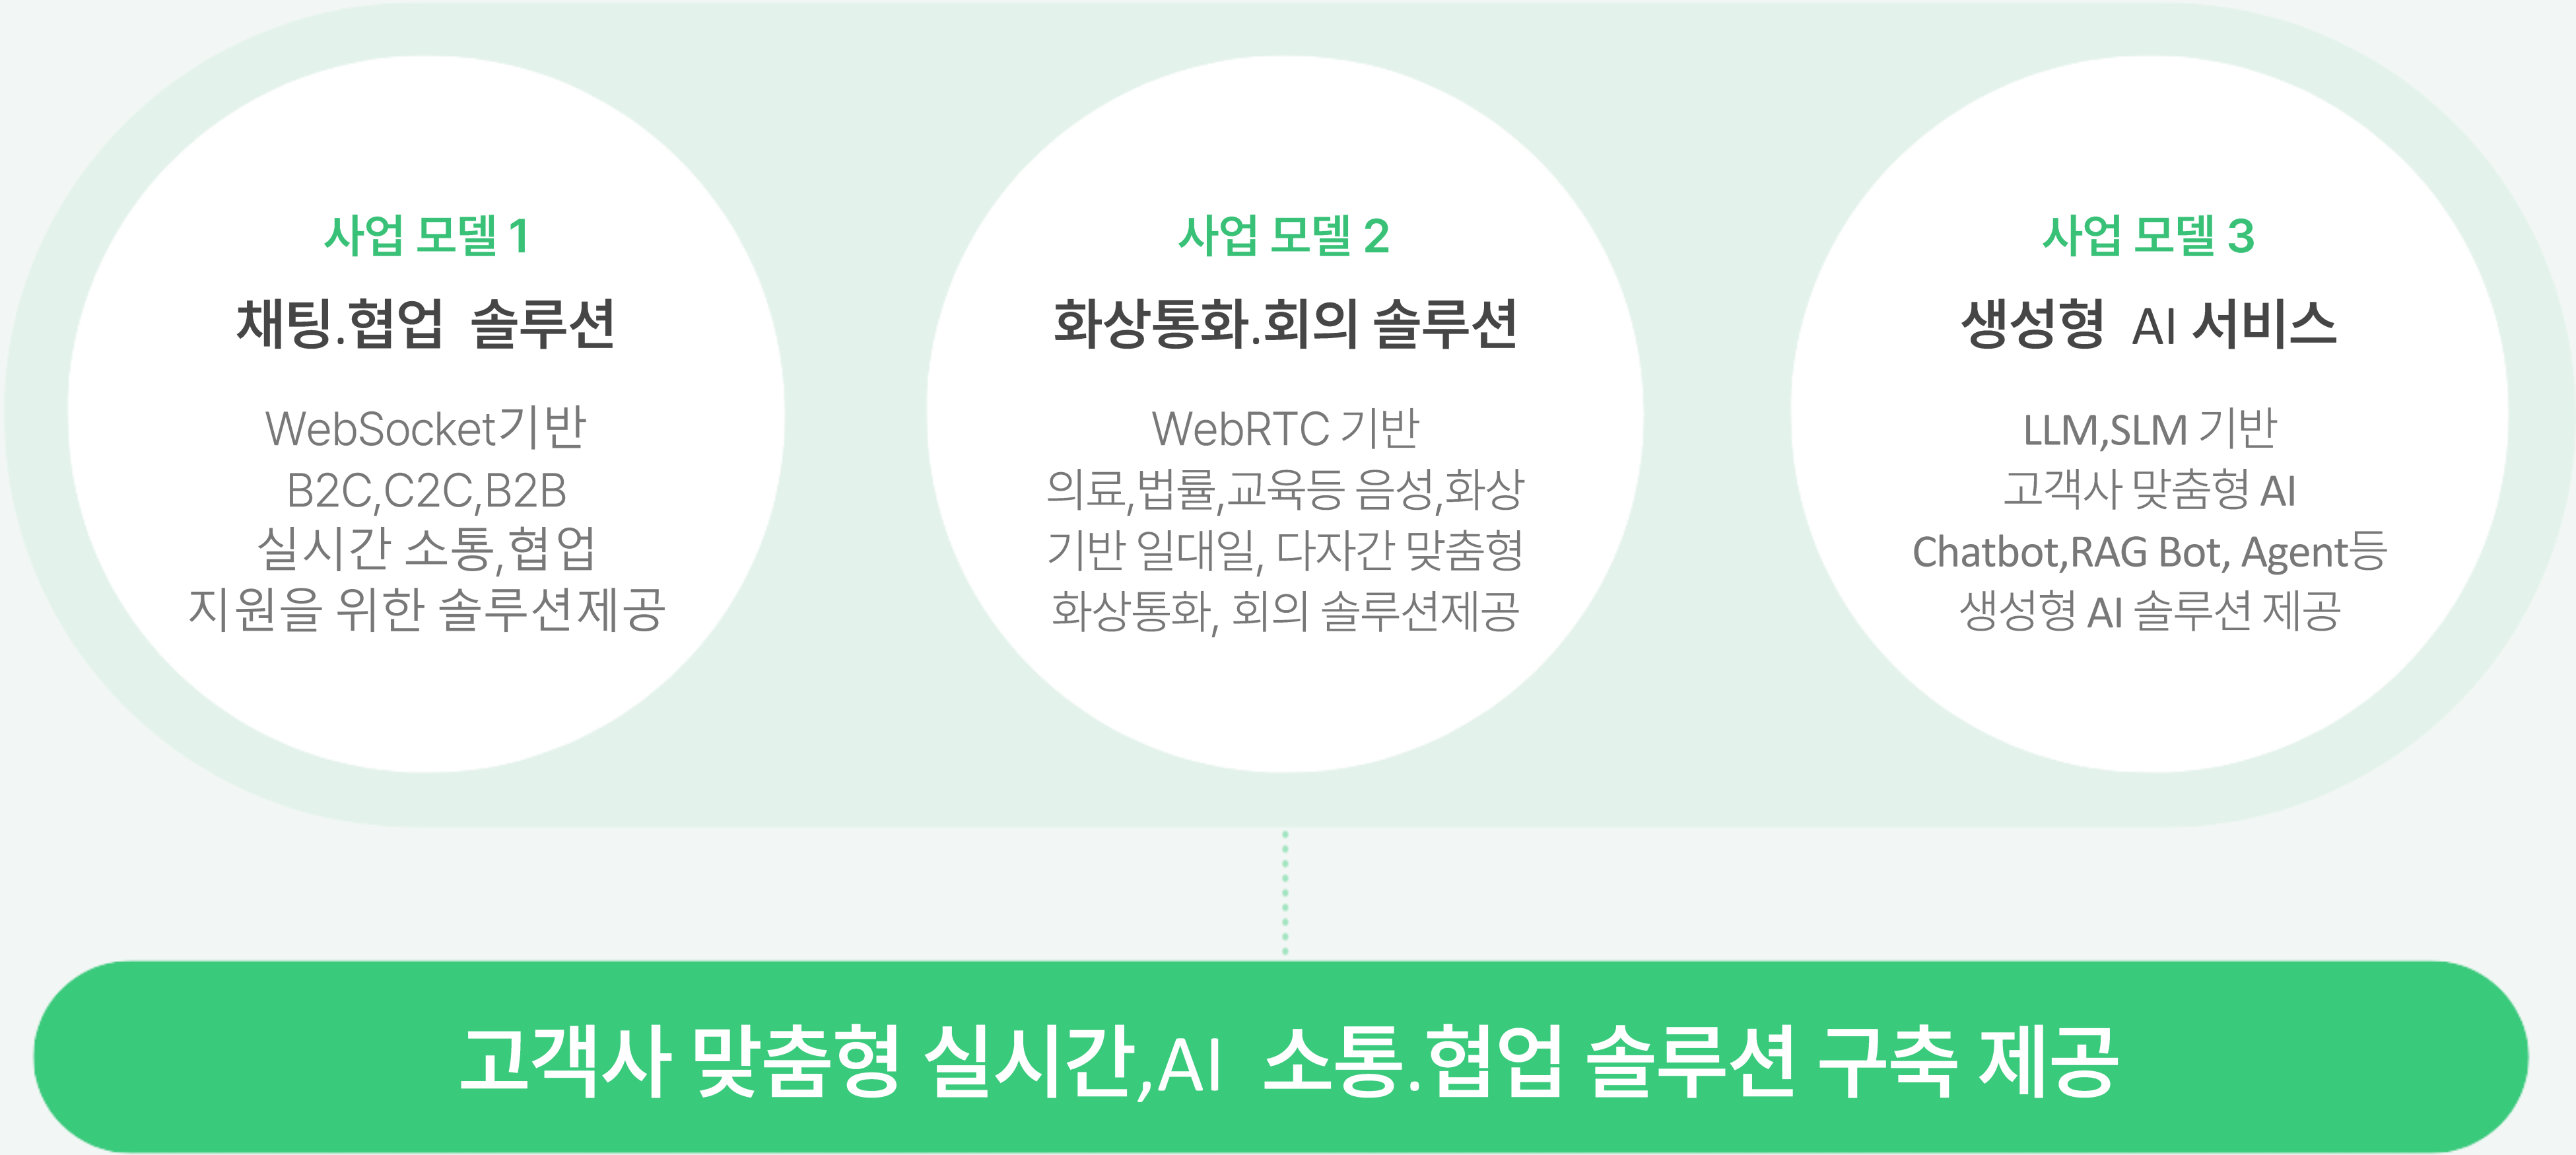 사업 모델 1
채팅.협업 솔루션
WebSocket기반
B2C,C2C,B2B
실시간 소통,협업
지원을 위한 솔루션제공
사업 모델 2
화상통화.회의 솔루션
WebRTC 기반
의료,법률,교육등 음성,화상
기반 일대일, 다자간 맞춤형
화상통화, 회의 솔루션제공
사업 모델 3
생성형 AI 서비스
LLM,SLM 기반
고객사 맞춤형 AI
Chatbot,RAG Bot, Agent등
생성형 AI 솔루션 제공
고객사 맞춤형 실시간,AI 소통.협업 솔루션 구축 제공